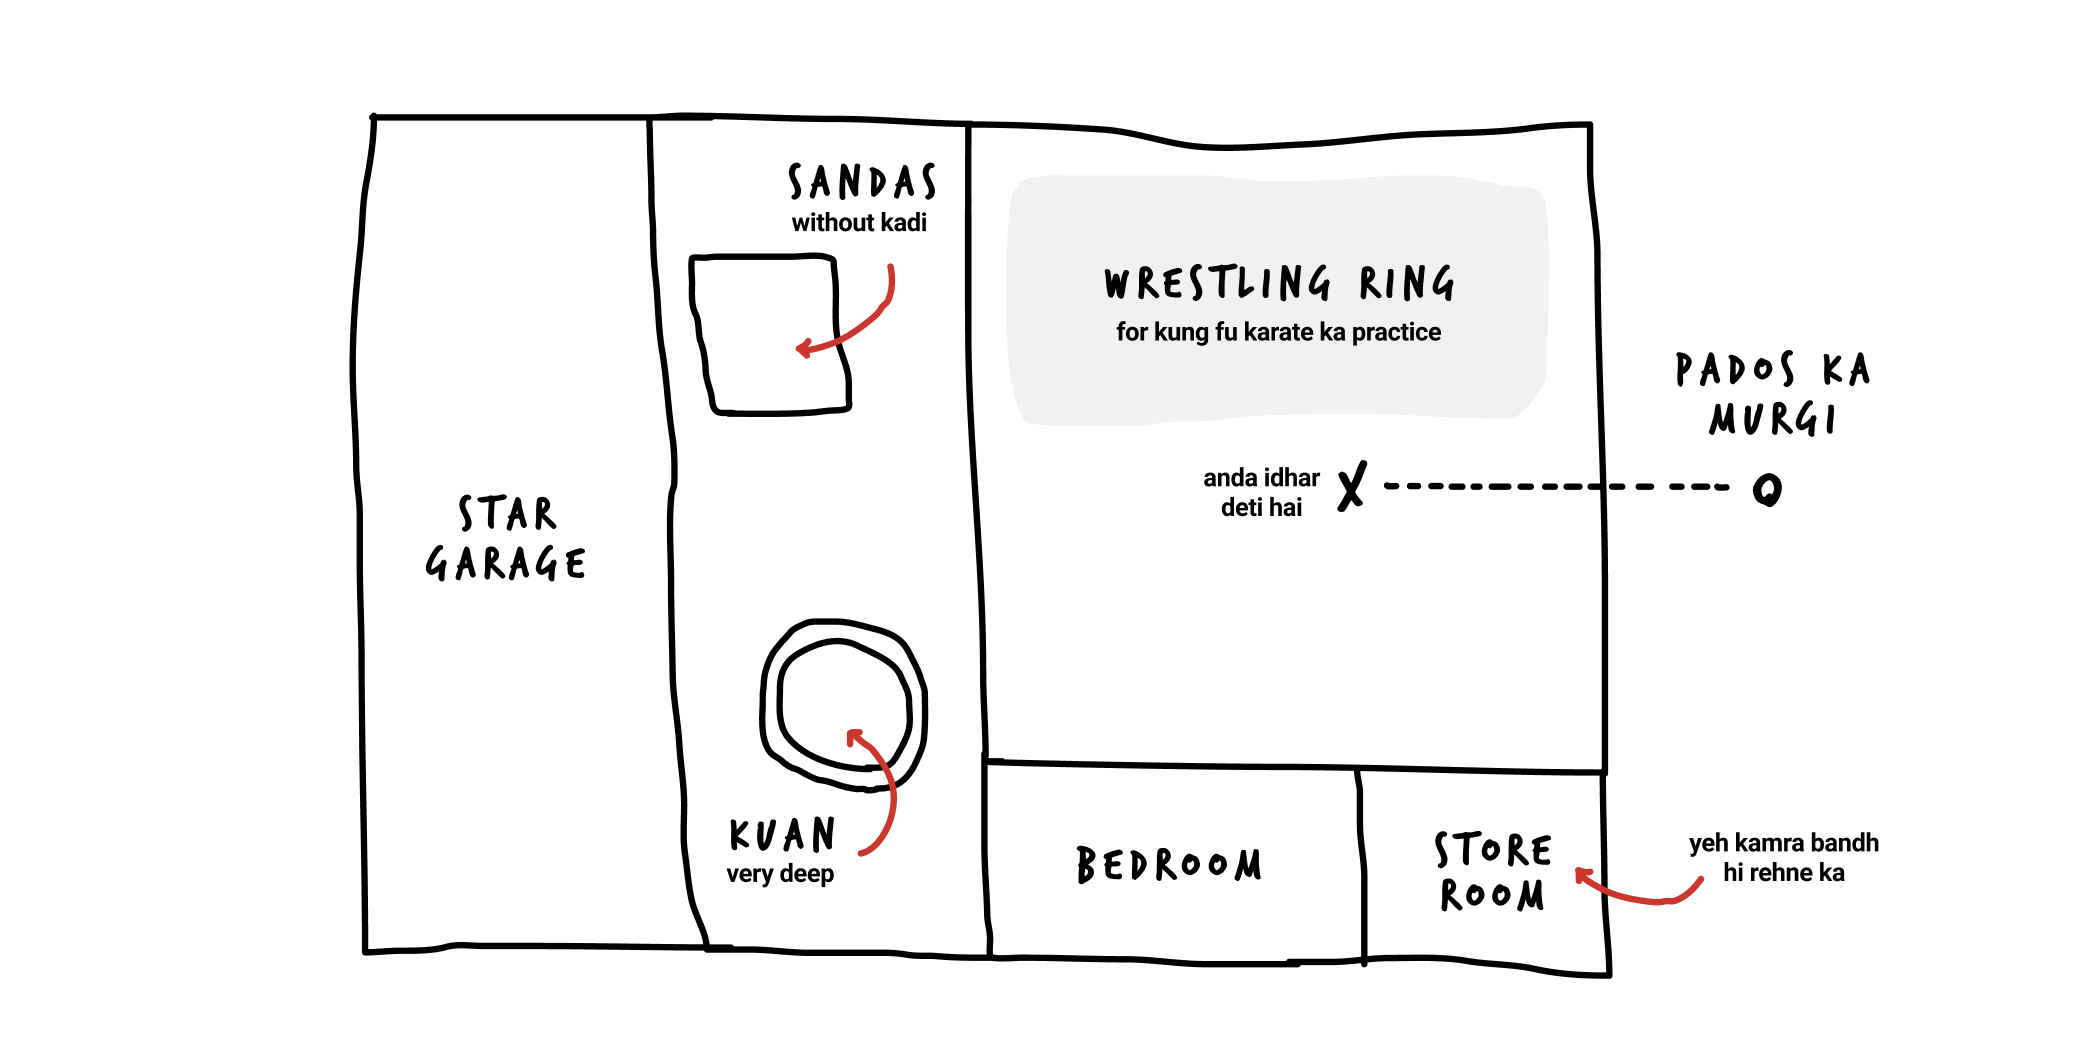 SANDAS
without kadi
WRESTLING RING
for kung fu karate ka practice
PADOS KA
MURGI
anda idhar
deti hai
STAR
GARAGE
KUAN
very deep
BEDROOM
STORE
ROOM
yeh kamra bandh
hi rehne ka